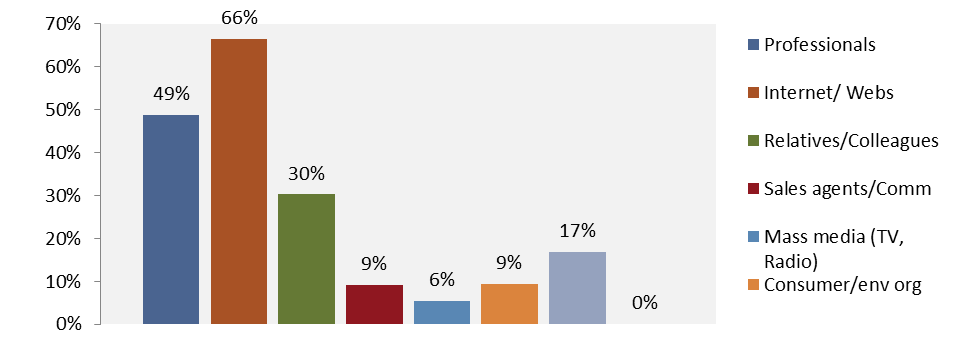 70%
60%
50%
40%
30%
20%
10%
0%
49%
66%
30%
9%
6%
9%
17%
0%
Professionals
Internet/ Webs
Relatives/Colleagues
Sales agents/Comm
Mass media (TV,
Radio)
Consumer/env org